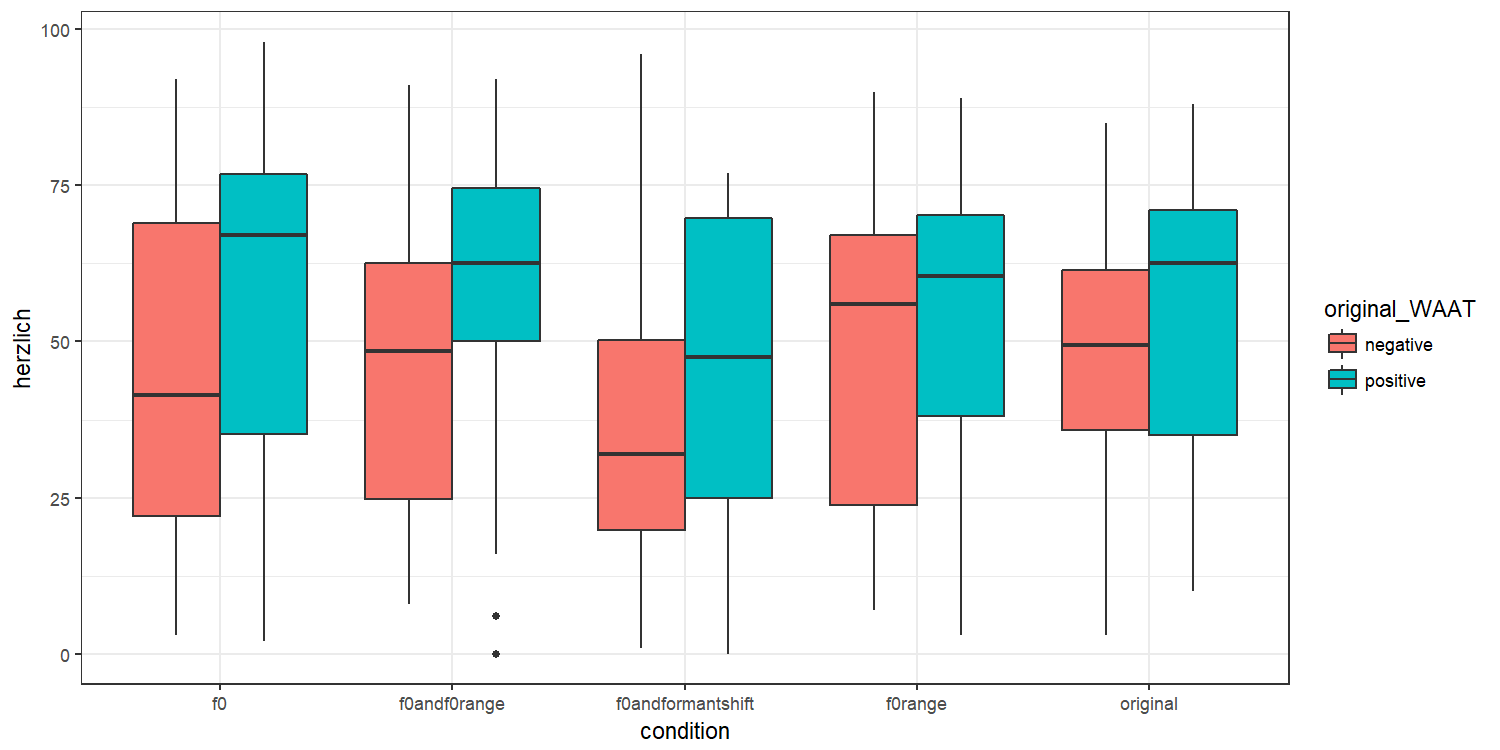 100
75
50
25
0
herzlich
f0
f0andf0range
f0andformantshift
f0range
original
condition
original_WAAT
negative
positive